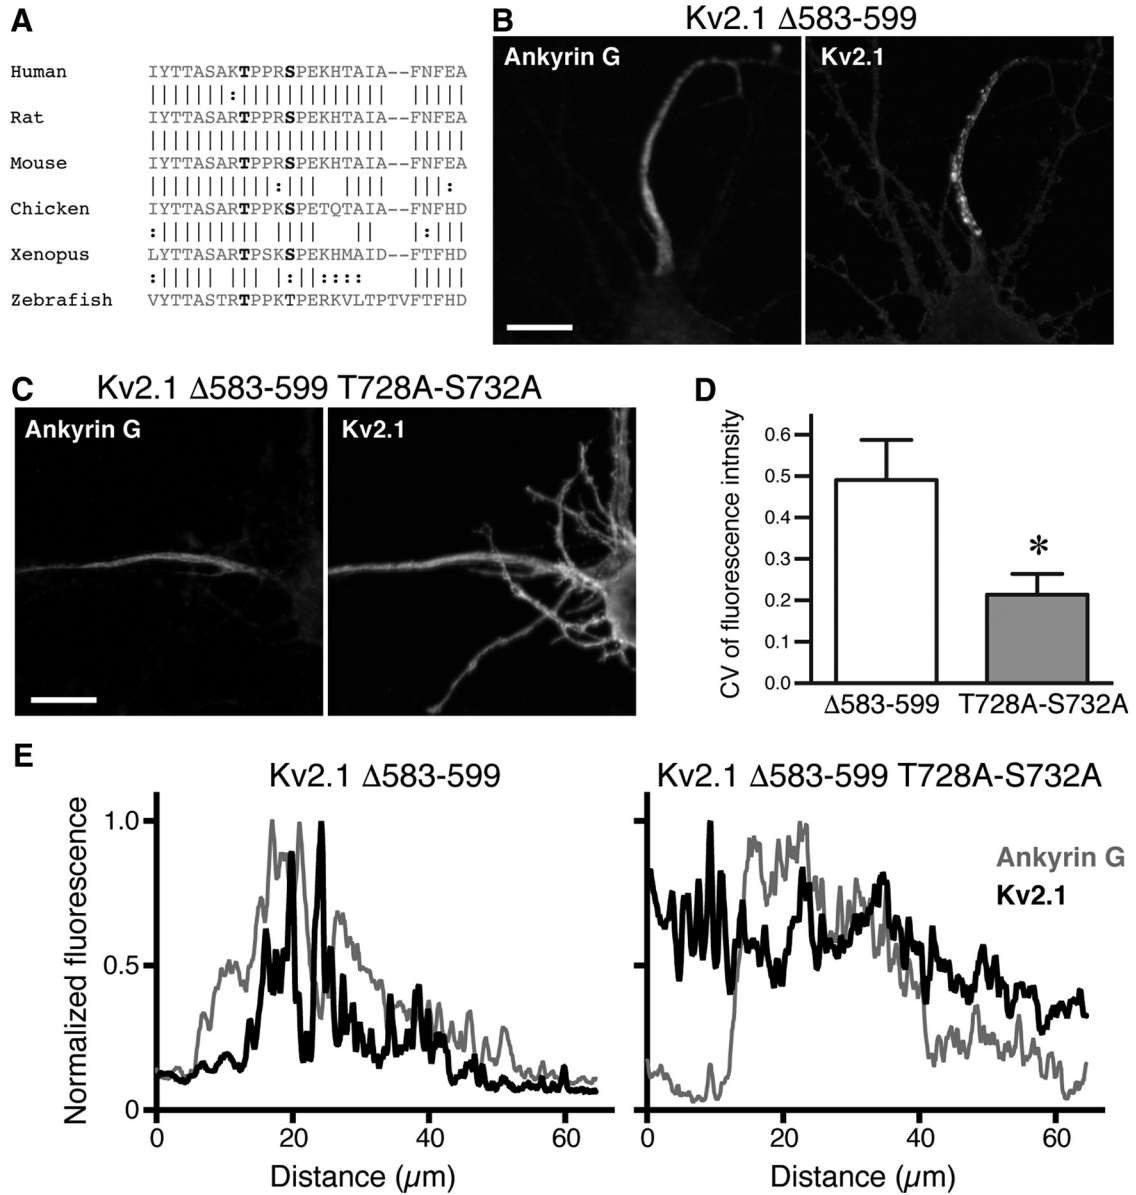 A
Human IYTTASAKTPPRSPEKHTAIA--FNFEA
||||||||:|||||||||||| |||||
Rat IYTTASARTPPRSPEKHTAIA--FNFEA
||||||||||||||||||||| |||||
Mouse IYTTASARTPPRSPEKHTAIA--FNFEA
|||||||||||:||| |||| |||:
Chicken IYTTASARTPPKSPETQTAIA--FNFHD
:||||||||| ||||| || |:|||
Xenopus LYTTASARTPSKSPEKHMAID--FTFHD
:||||| ||| |:||:::: |||||
Zebrafish VYTTASTRTPPKTPERKVLTPTVFTFHD
B
Kv2.1 Δ583-599
Ankyrin G
Kv2.1
C
Kv2.1 Δ583-599 T728A-S732A
Ankyrin G
Kv2.1
D
CV of fluorescence intnsity
0.6
0.5
0.4
0.3
0.2
0.1
0.0
*
Δ583-599 T728A-S732A
E
Kv2.1 Δ583-599
Normalized fluorescence
1.0
0.5
0
0 20 40 60
Distance (µm)
Kv2.1 Δ583-599 T728A-S732A
Ankyrin G
Kv2.1
0 20 40 60
Distance (µm)